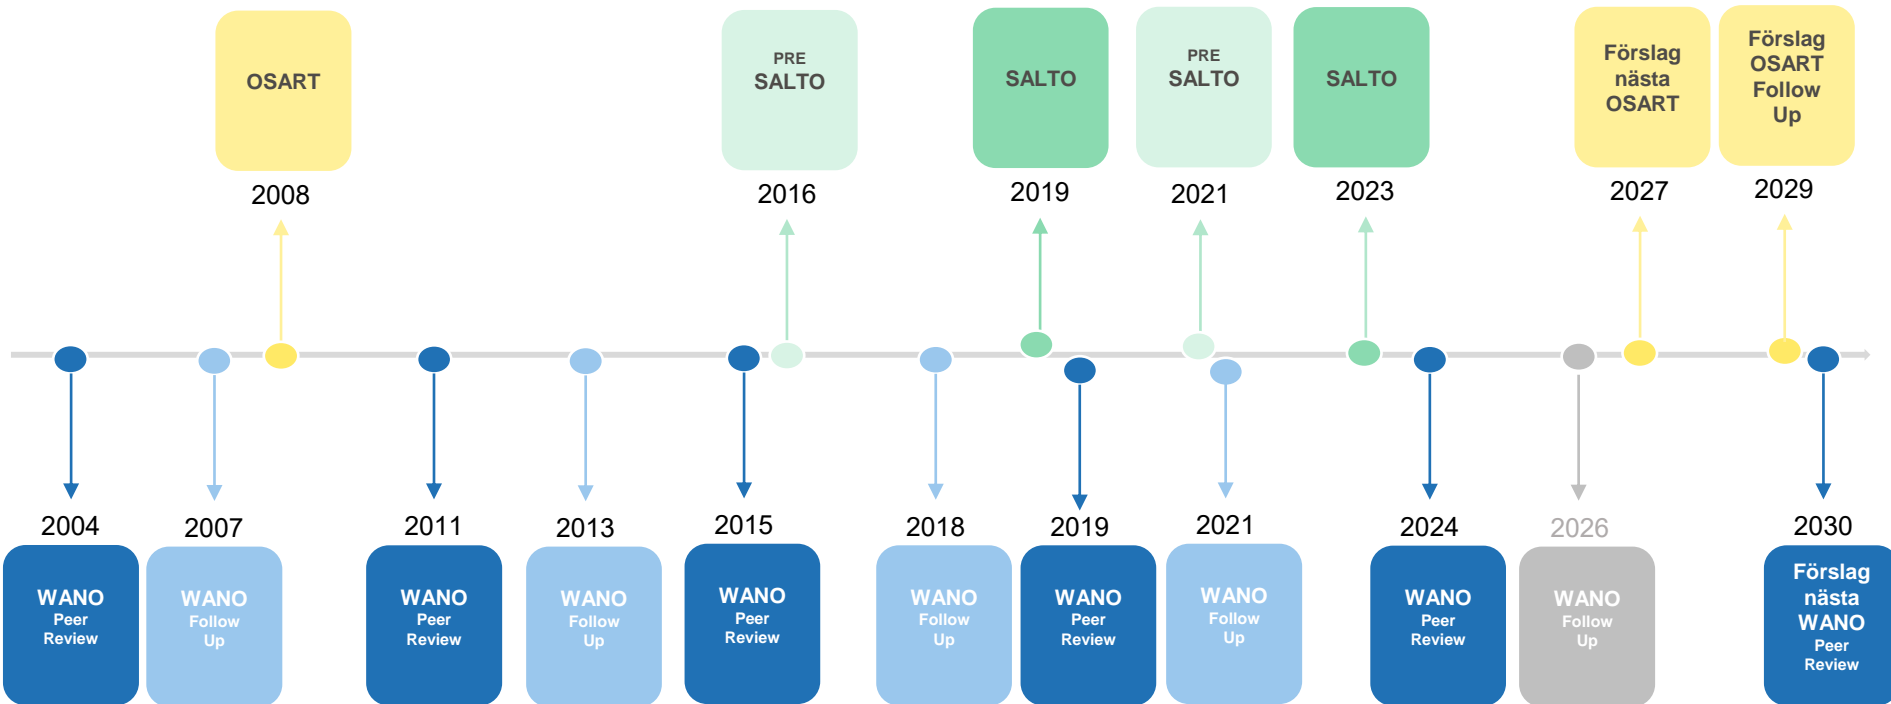 OSART
2008
PRE
SALTO
2016
SALTO
2019
PRE
SALTO
2021
SALTO
2023
Förslag
nästa
OSART
2027
Förslag
OSART
Follow
Up
2029
2004
WANO
Peer
Review
2007
WANO
Follow
Up
2011
WANO
Peer
Review
2013
WANO
Follow
Up
2015
WANO
Peer
Review
2018
WANO
Follow
Up
2019
WANO
Peer
Review
2021
WANO
Follow
Up
2024
WANO
Peer
Review
2026
WANO
Follow
Up
2030
Förslag
nästa
WANO
Peer
Review